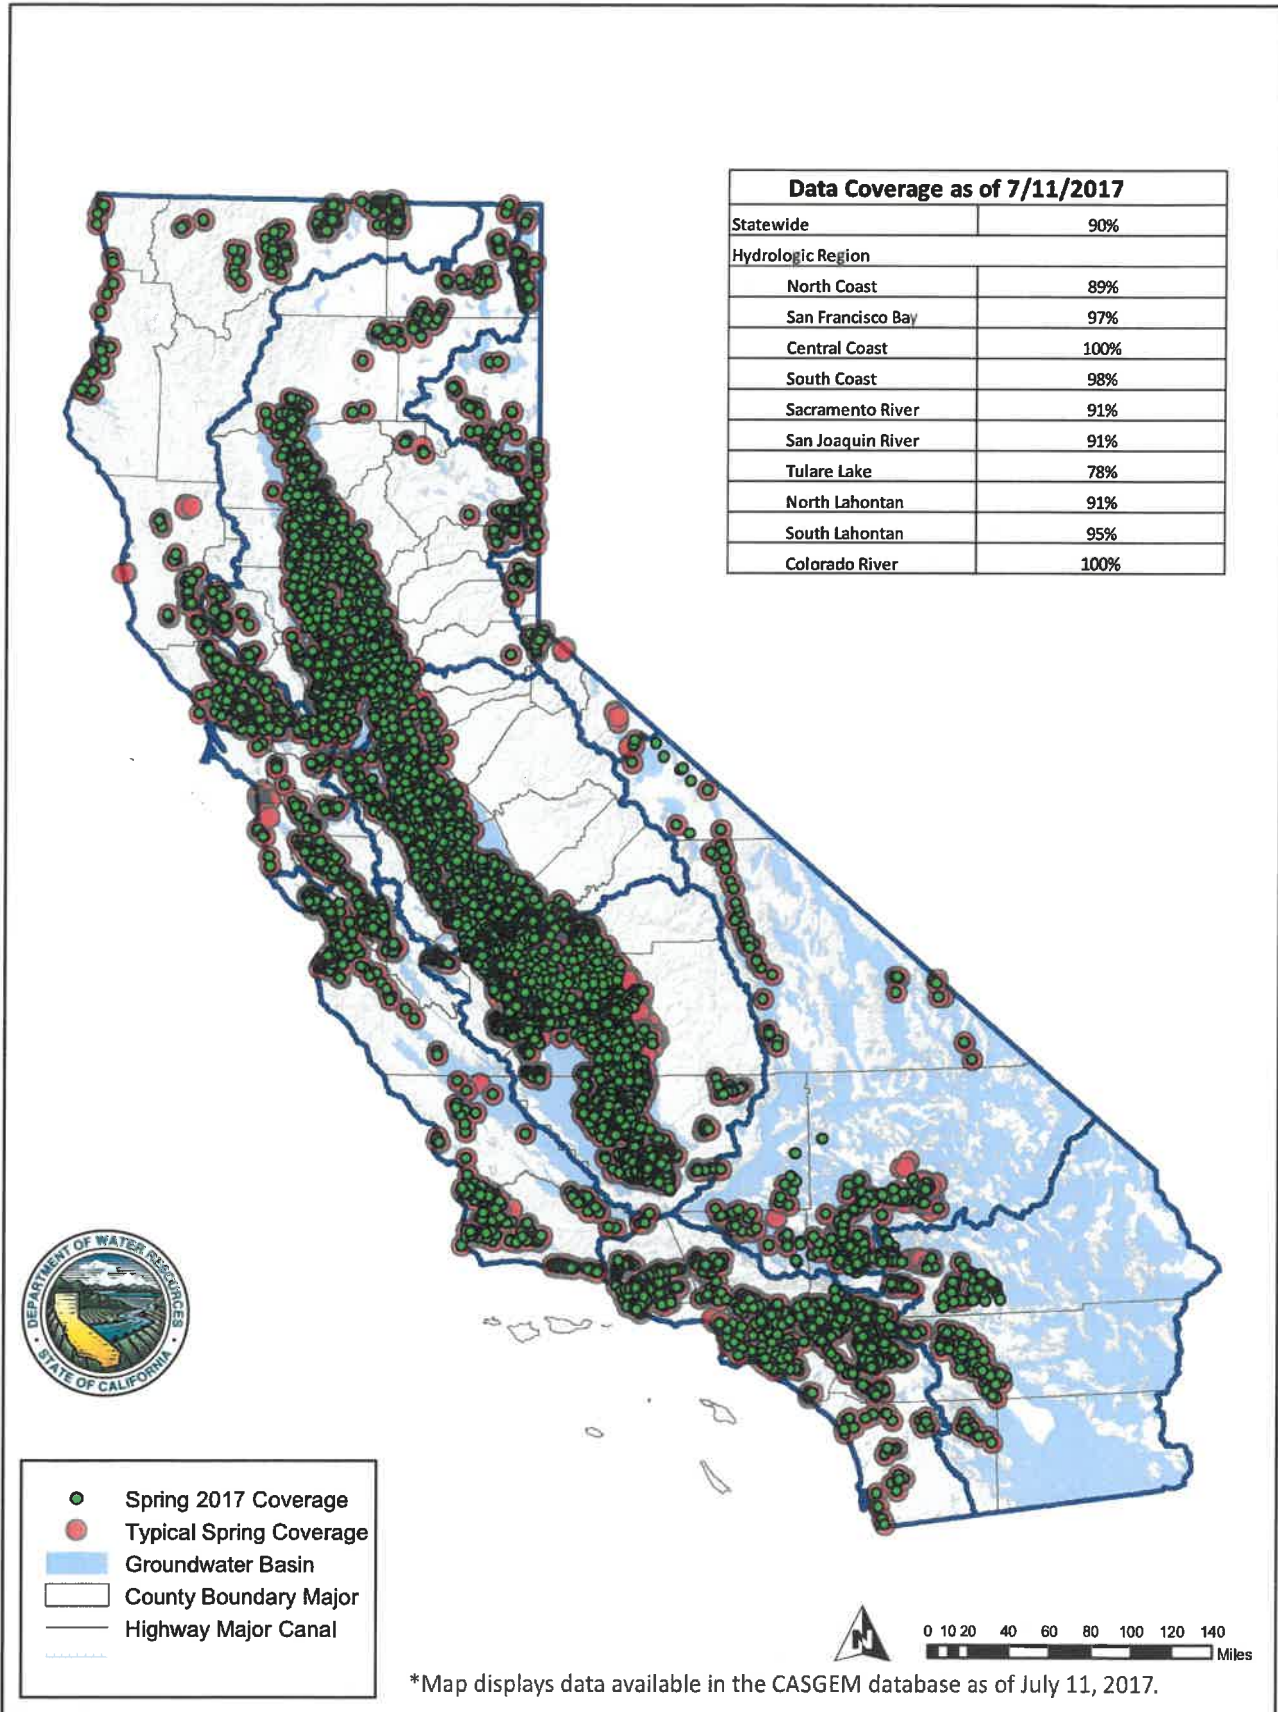 Data Coverage as of 7/11/2017
Statewide 90%
Hydrologic Region
North Coast 89%
San Francisco Bay 97%
Central Coast 100%
South Coast 98%
Sacramento River 91%
San Joaquin River 91%
Tulare Lake 78%
North Lahontan 91%
South Lahontan 95%
Colorado River 100%
DEPARTMENT OF WATER RESOURCES
STATE OF CALIFORNIA
Spring 2017 Coverage
Typical Spring Coverage
Groundwater Basin
County Boundary Major
Highway Major Canal
N
0 10 20 40 60 80 100 120 140
Miles
*Map displays data available in the CASGEM database as of July 11, 2017.